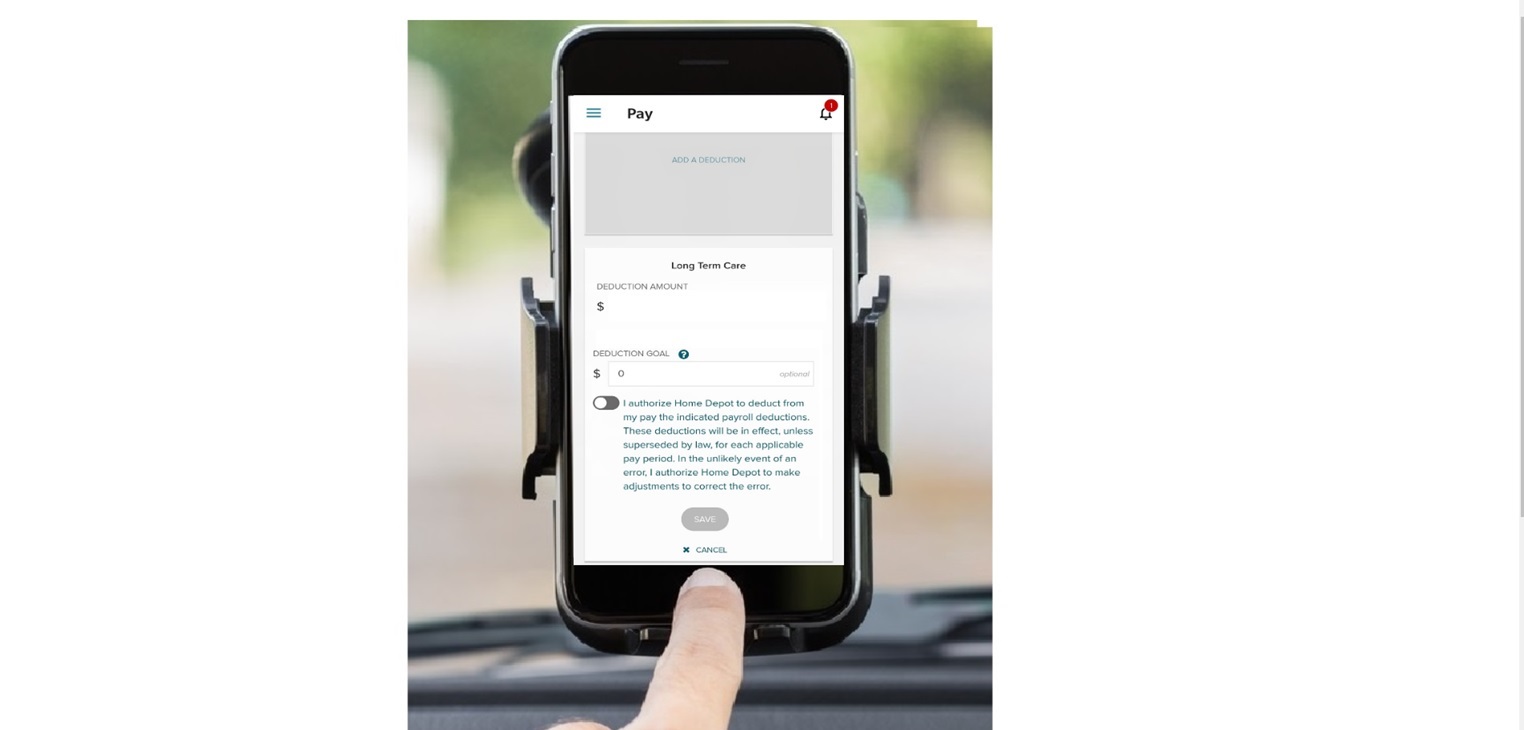 Pay
1
ADD A DEDUCTION
Long Term Care
DEDUCTION AMOUNT
$
DEDUCTION GOAL ?
$ 0 optional
I authorize Home Depot to deduct from
my pay the indicated payroll deductions.
These deductions will be in effect, unless
superseded by law, for each applicable
pay period. In the unlikely event of an
error, I authorize Home Depot to make
adjustments to correct the error.
SAVE
✖ CANCEL